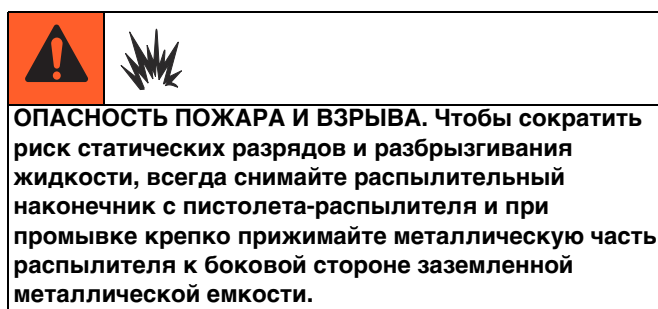 ОПАСНОСТЬ ПОЖАРА И ВЗРЫВА. Чтобы сократить
риск статических разрядов и разбрызгивания
жидкости, всегда снимайте распылительный
наконечник с пистолета-распылителя и при
промывке крепко прижимайте металлическую часть
распылителя к боковой стороне заземленной
металлической емкости.